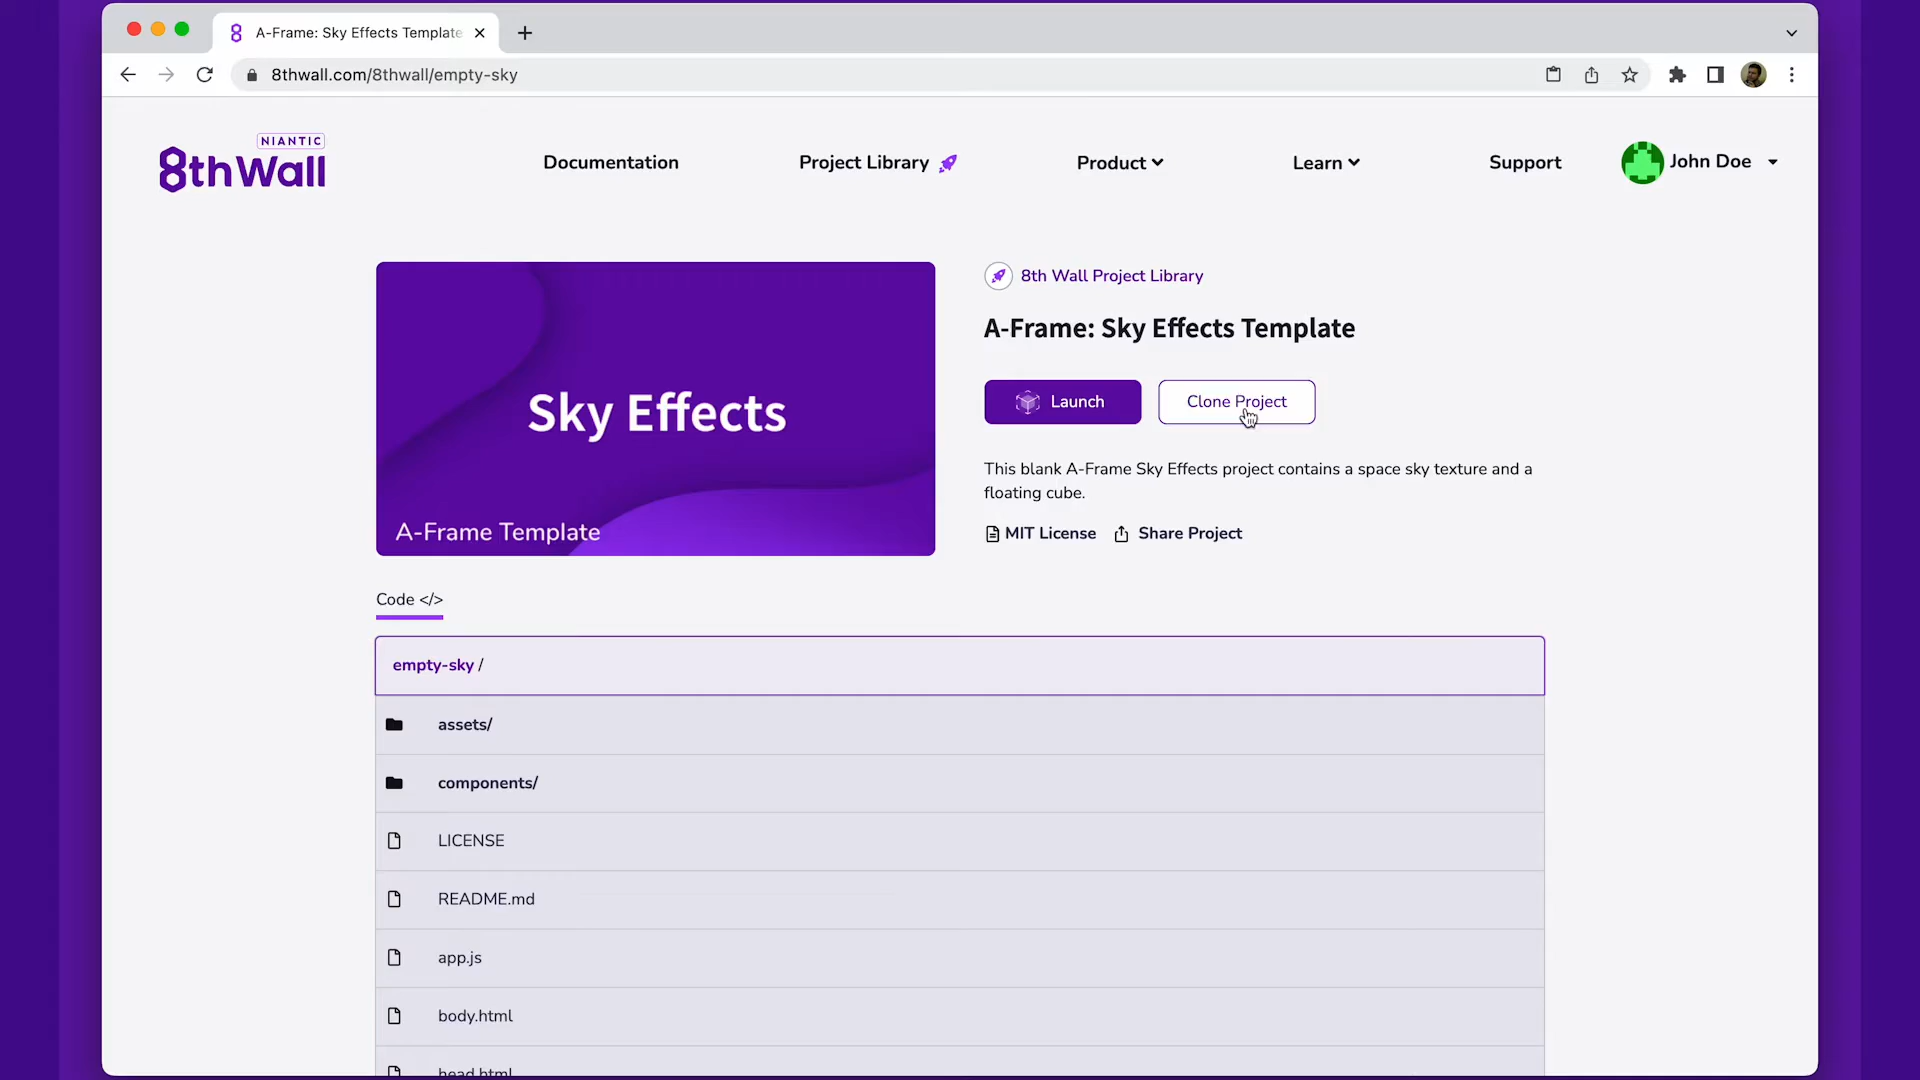 A-Frame: Sky Effects Template
8thwall.com/8thwall/empty-sky
NIANTIC
8thWall
Documentation
Project Library
Product
Learn
Support
John Doe
Sky Effects
A-Frame Template
8th Wall Project Library
A-Frame: Sky Effects Template
Launch
Clone Project
This blank A-Frame Sky Effects project contains a space sky texture and a
floating cube.
MIT License
Share Project
Code </>
empty-sky /
assets/
components/
LICENSE
README.md
app.js
body.html
head.html